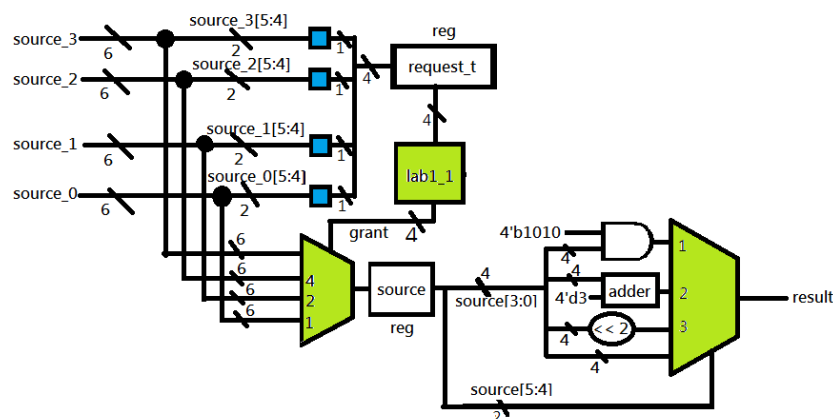 source_3
6
source_3[5:4]
2
1
source_2
6
source_2[5:4]
2
1
4
reg
request_t
4
source_1
6
source_1[5:4]
2
1
lab1_1
source_0
6
source_0[5:4]
2
1
grant
4
6
6
4
6
2
6
1
source
reg
4
source[3:0]
4'b1010
4
1
4
4'd3
adder
2
4
<< 2
3
4
result
source[5:4]
2